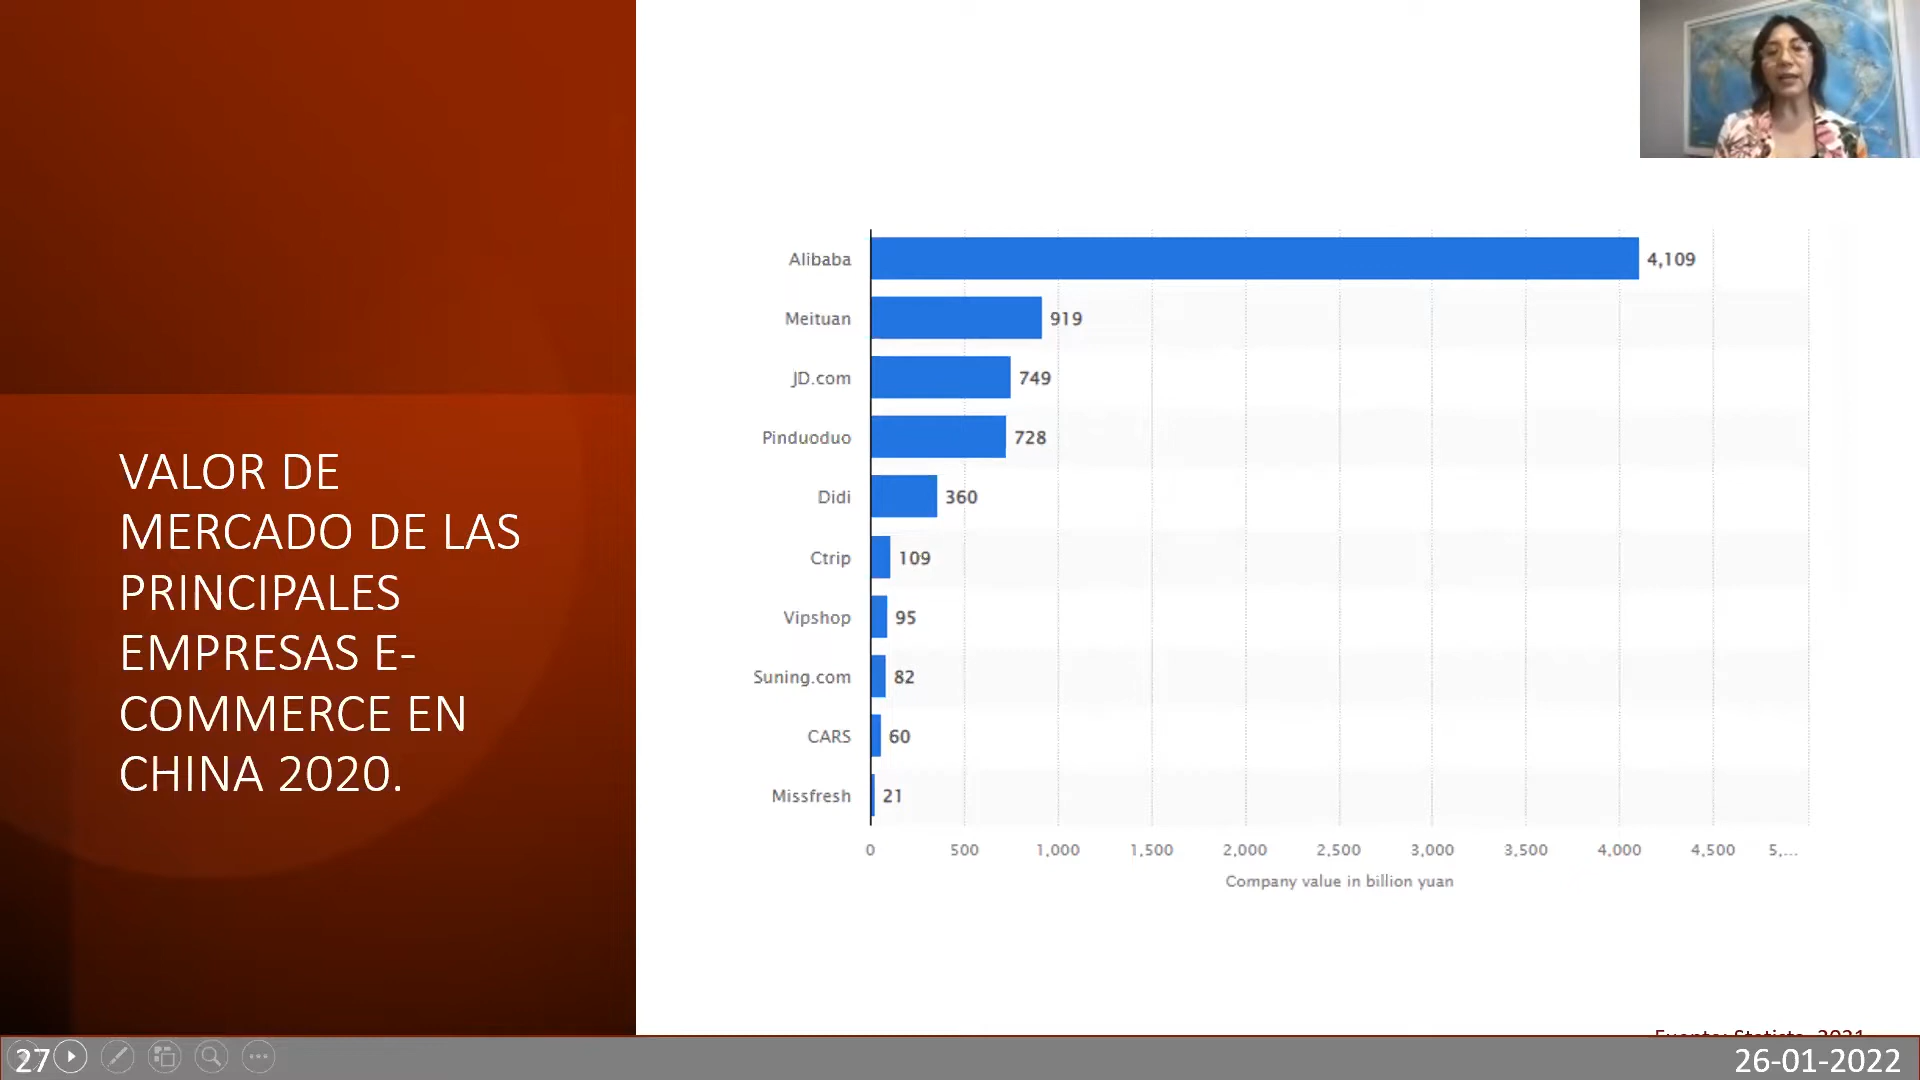 VALOR DE
MERCADO DE LAS
PRINCIPALES
EMPRESAS E-
COMMERCE EN
CHINA 2020.
Alibaba 4,109
Meituan 919
JD.com 749
Pinduoduo 728
Didi 360
Ctrip 109
Vipshop 95
Suning.com 82
CARS 60
Missfresh 21
0 500 1,000 1,500 2,000 2,500 3,000 3,500 4,000 4,500 5,...
Company value in billion yuan
Fuente: Statista, 2021
27
26-01-2022